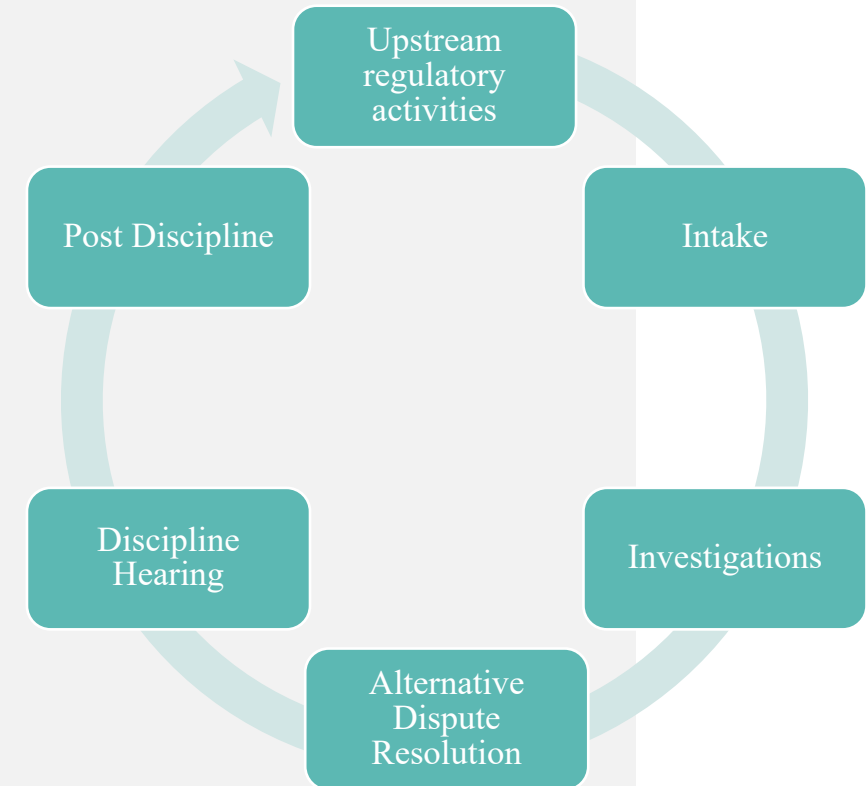 Upstream
regulatory
activities
Intake
Investigations
Alternative
Dispute
Resolution
Discipline
Hearing
Post Discipline